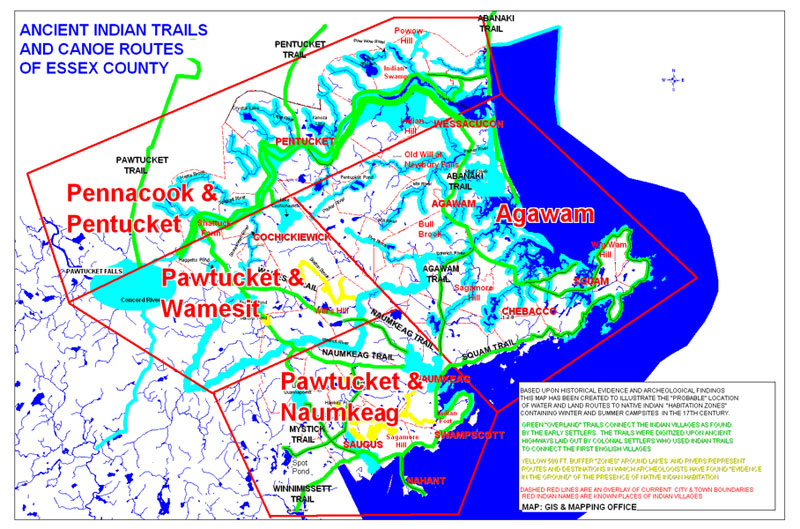 ANCIENT INDIAN TRAILS
AND CANOE ROUTES
OF ESSEX COUNTY
ABANAKI
TRAIL
Powow
Hill
PENTUCKET
TRAIL
Indian
Swamp
Indian
Hill
WESSACUCON
PENTUCKET
PAWTUCKET
TRAIL
Old Will at
Newbury Falls
ABANAKI
TRAIL
Pennacook &
Pentucket
AGAWAM
Agawam
Bull
Brook
Shattuck
Farm
COCHICKIEWICK
WigWam
Hill
PAWTUCKET FALLS
Concord River
Pawtucket &
Wamesit
AGAWAM
TRAIL
Sagamore
Hill
SQUAM
CHEBACCO
Will's Hill
NAUMKEAG TRAIL
SQUAM TRAIL
NAUMKEAG TRAIL
Pawtucket &
Naumkeag
Indian
Fort
MYSTICK
TRAIL
SAUGUS
Sagamore
Hill
SWAMPSCOTT
Spot
Pond
NAHANT
WINNIMISSETT
TRAIL
BASED UPON HISTORICAL EVIDENCE AND ARCHEOLOGICAL FINDINGS
THIS MAP HAS BEEN CREATED TO ILLUSTRATE THE "PROBABLE" LOCATION
OF WATER AND LAND ROUTES TO NATIVE INDIAN "HABITATION ZONES"
CONTAINING WINTER AND SUMMER CAMPSITES IN THE 17TH CENTURY.
GREEN "OVERLAND" TRAILS CONNECT THE INDIAN VILLAGES AS FOUND
BY THE EARLY SETTLERS. THE TRAILS WERE DIGITIZED UPON ANCIENT
HIGHWAYS LAID OUT BY COLONIAL SETTLERS WHO USED INDIAN TRAILS
TO CONNECT THE FIRST ENGLISH VILLAGES
YELLOW 500 FT. BUFFER "ZONES" AROUND LAKES AND RIVERS REPRESENT
ROUTES AND DESTINATIONS IN WHICH ARCHEOLOGISTS HAVE FOUND "EVIDENCE
IN THE GROUND" OF THE PRESENCE OF NATIVE INDIAN HABITATION
DASHED RED LINES ARE AN OVERLAY OF CURRENT CITY & TOWN BOUNDARIES
RED INDIAN NAMES ARE KNOWN PLACES OF INDIAN VILLAGES
MAP: GIS & MAPPING OFFICE